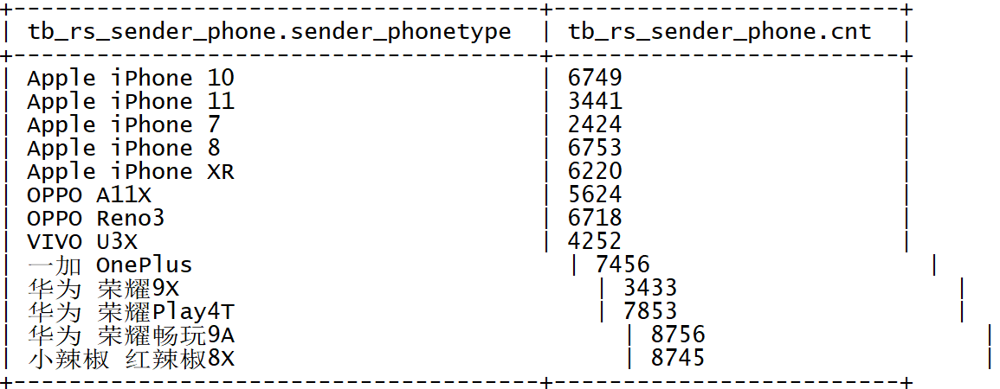 +--------------------------------------+-------------------------+
| tb_rs_sender_phone.sender_phonetype | tb_rs_sender_phone.cnt |
+--------------------------------------+-------------------------+
| Apple iPhone 10 | 6749 |
| Apple iPhone 11 | 3441 |
| Apple iPhone 7 | 2424 |
| Apple iPhone 8 | 6753 |
| Apple iPhone XR | 6220 |
| OPPO A11X | 5624 |
| OPPO Reno3 | 6718 |
| VIVO U3X | 4252 |
| 一加 OnePlus | 7456 |
| 华为 荣耀9X | 3433 |
| 华为 荣耀Play4T | 7853 |
| 华为 荣耀畅玩9A | 8756 |
| 小辣椒 红辣椒8X | 8745 |
+--------------------------------------+-------------------------+